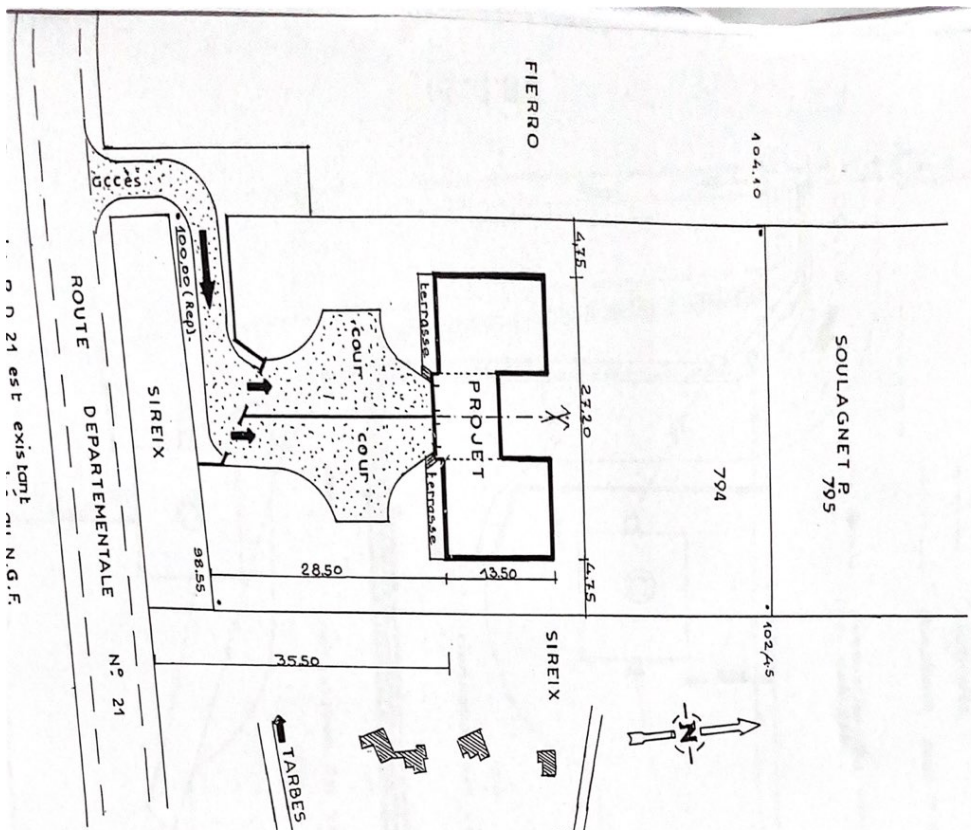 FIERRO
104.10
accès
100.00 (Rep).
4,75
terrasse
cour
SOULAGNET P.
795
27.20
PROJET
794
ROUTE
DEPARTEMENTALE
N° 21
SIREIX
cour
terrasse
98.55
28.50
13.50
4,75
35.50
SIREIX
102,45
N
TARBES
21 est existant
N.G.F.